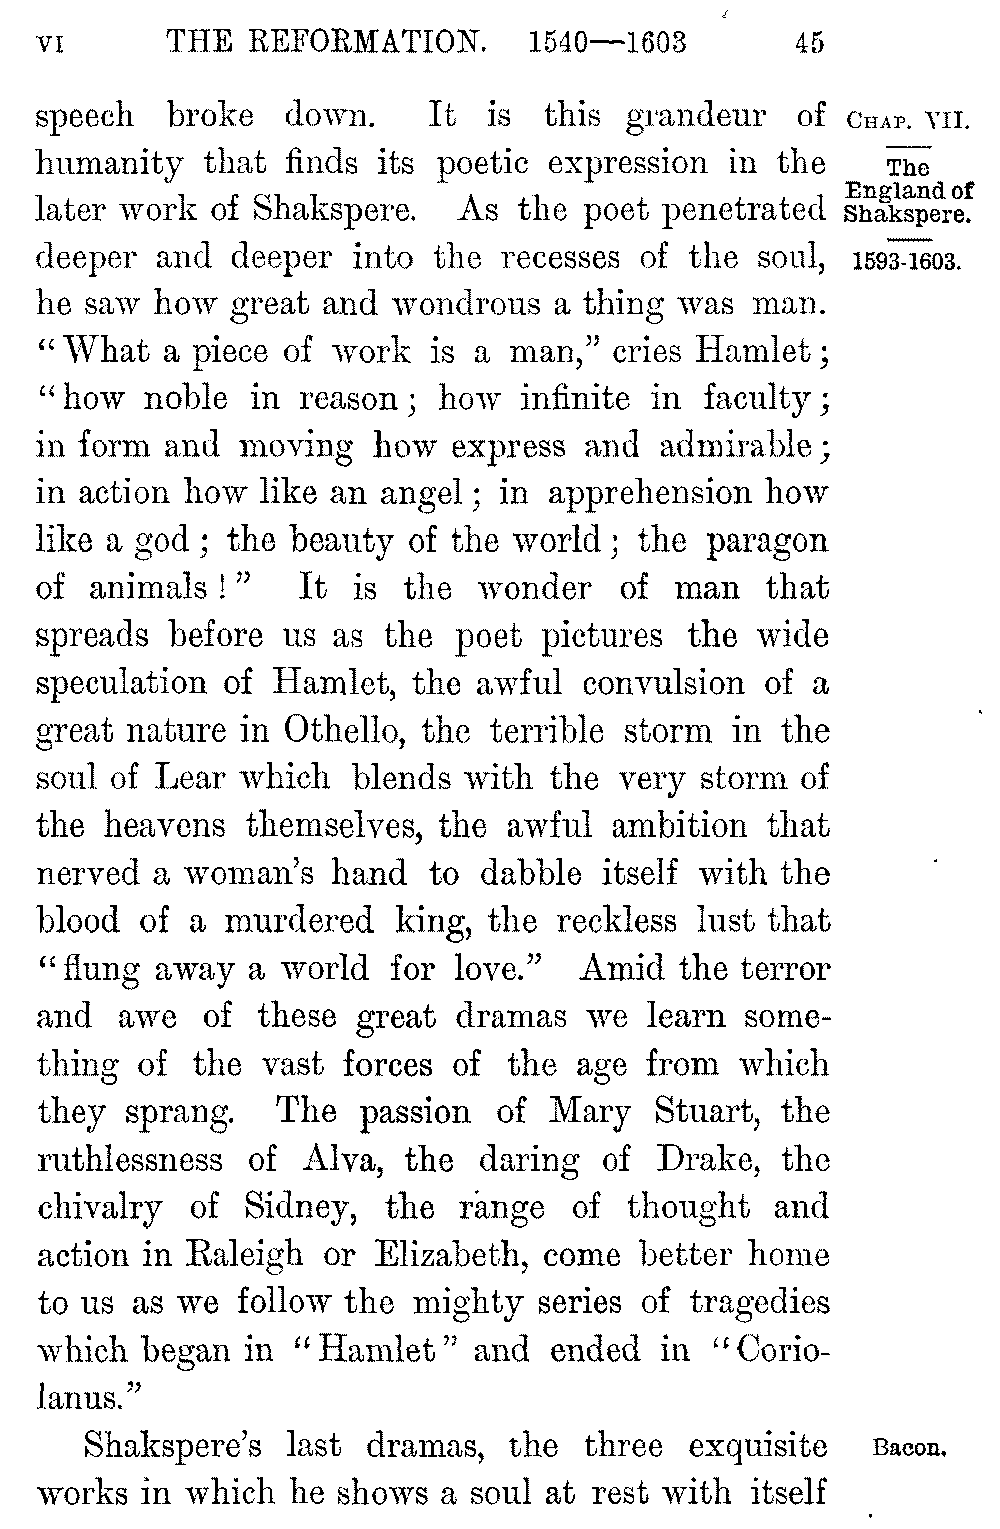 VI THE REFORMATION. 1540—1603 45
speech broke down. It is this grandeur of
humanity that finds its poetic expression in the
later work of Shakspere. As the poet penetrated
deeper and deeper into the recesses of the soul,
he saw how great and wondrous a thing was man.
“What a piece of work is a man,” cries Hamlet;
“how noble in reason; how infinite in faculty;
in form and moving how express and admirable;
in action how like an angel; in apprehension how
like a god; the beauty of the world; the paragon
of animals!” It is the wonder of man that
spreads before us as the poet pictures the wide
speculation of Hamlet, the awful convulsion of a
great nature in Othello, the terrible storm in the
soul of Lear which blends with the very storm of
the heavens themselves, the awful ambition that
nerved a woman’s hand to dabble itself with the
blood of a murdered king, the reckless lust that
“flung away a world for love.” Amid the terror
and awe of these great dramas we learn some-
thing of the vast forces of the age from which
they sprang. The passion of Mary Stuart, the
ruthlessness of Alva, the daring of Drake, the
chivalry of Sidney, the range of thought and
action in Raleigh or Elizabeth, come better home
to us as we follow the mighty series of tragedies
which began in “Hamlet” and ended in “Corio-
lanus.”
Shakspere’s last dramas, the three exquisite
works in which he shows a soul at rest with itself
CHAP. VII.
The
England of
Shakspere.
1593-1603.
Bacon.